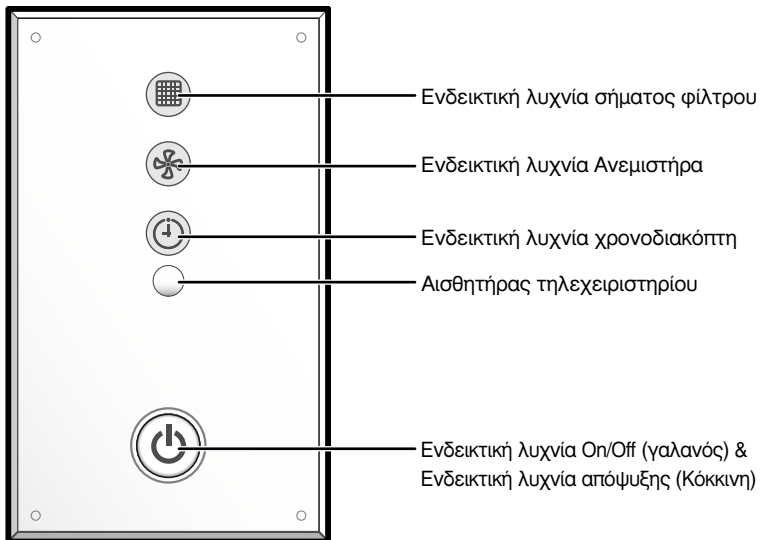 Ενδεικτική λυχνία σήματος φίλτρου
Ενδεικτική λυχνία Ανεμιστήρα
Ενδεικτική λυχνία χρονοδιακόπτη
Αισθητήρας τηλεχειριστηρίου
Ενδεικτική λυχνία On/Off (γαλανός) &
Ενδεικτική λυχνία απόψυξης (Κόκκινη)